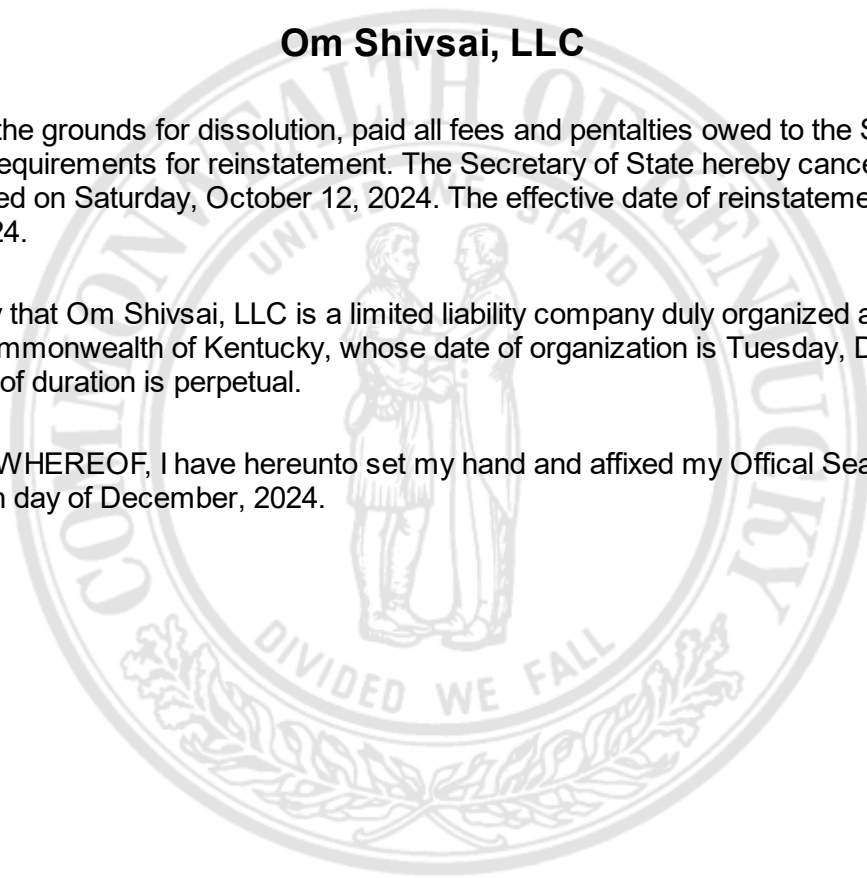 Om Shivsai, LLC
the grounds for dissolution, paid all fees and pentalties owed to the S
equirements for reinstatement. The Secretary of State hereby cance
ed on Saturday, October 12, 2024. The effective date of reinstateme
24.
y that Om Shivsai, LLC is a limited liability company duly organized a
mmonwealth of Kentucky, whose date of organization is Tuesday, D
of duration is perpetual.
WHEREOF, I have hereunto set my hand and affixed my Offical Sea
h day of December, 2024.
COMMONWEALTH OF KENTUCKY
UNITED WE STAND
DIVIDED WE FALL